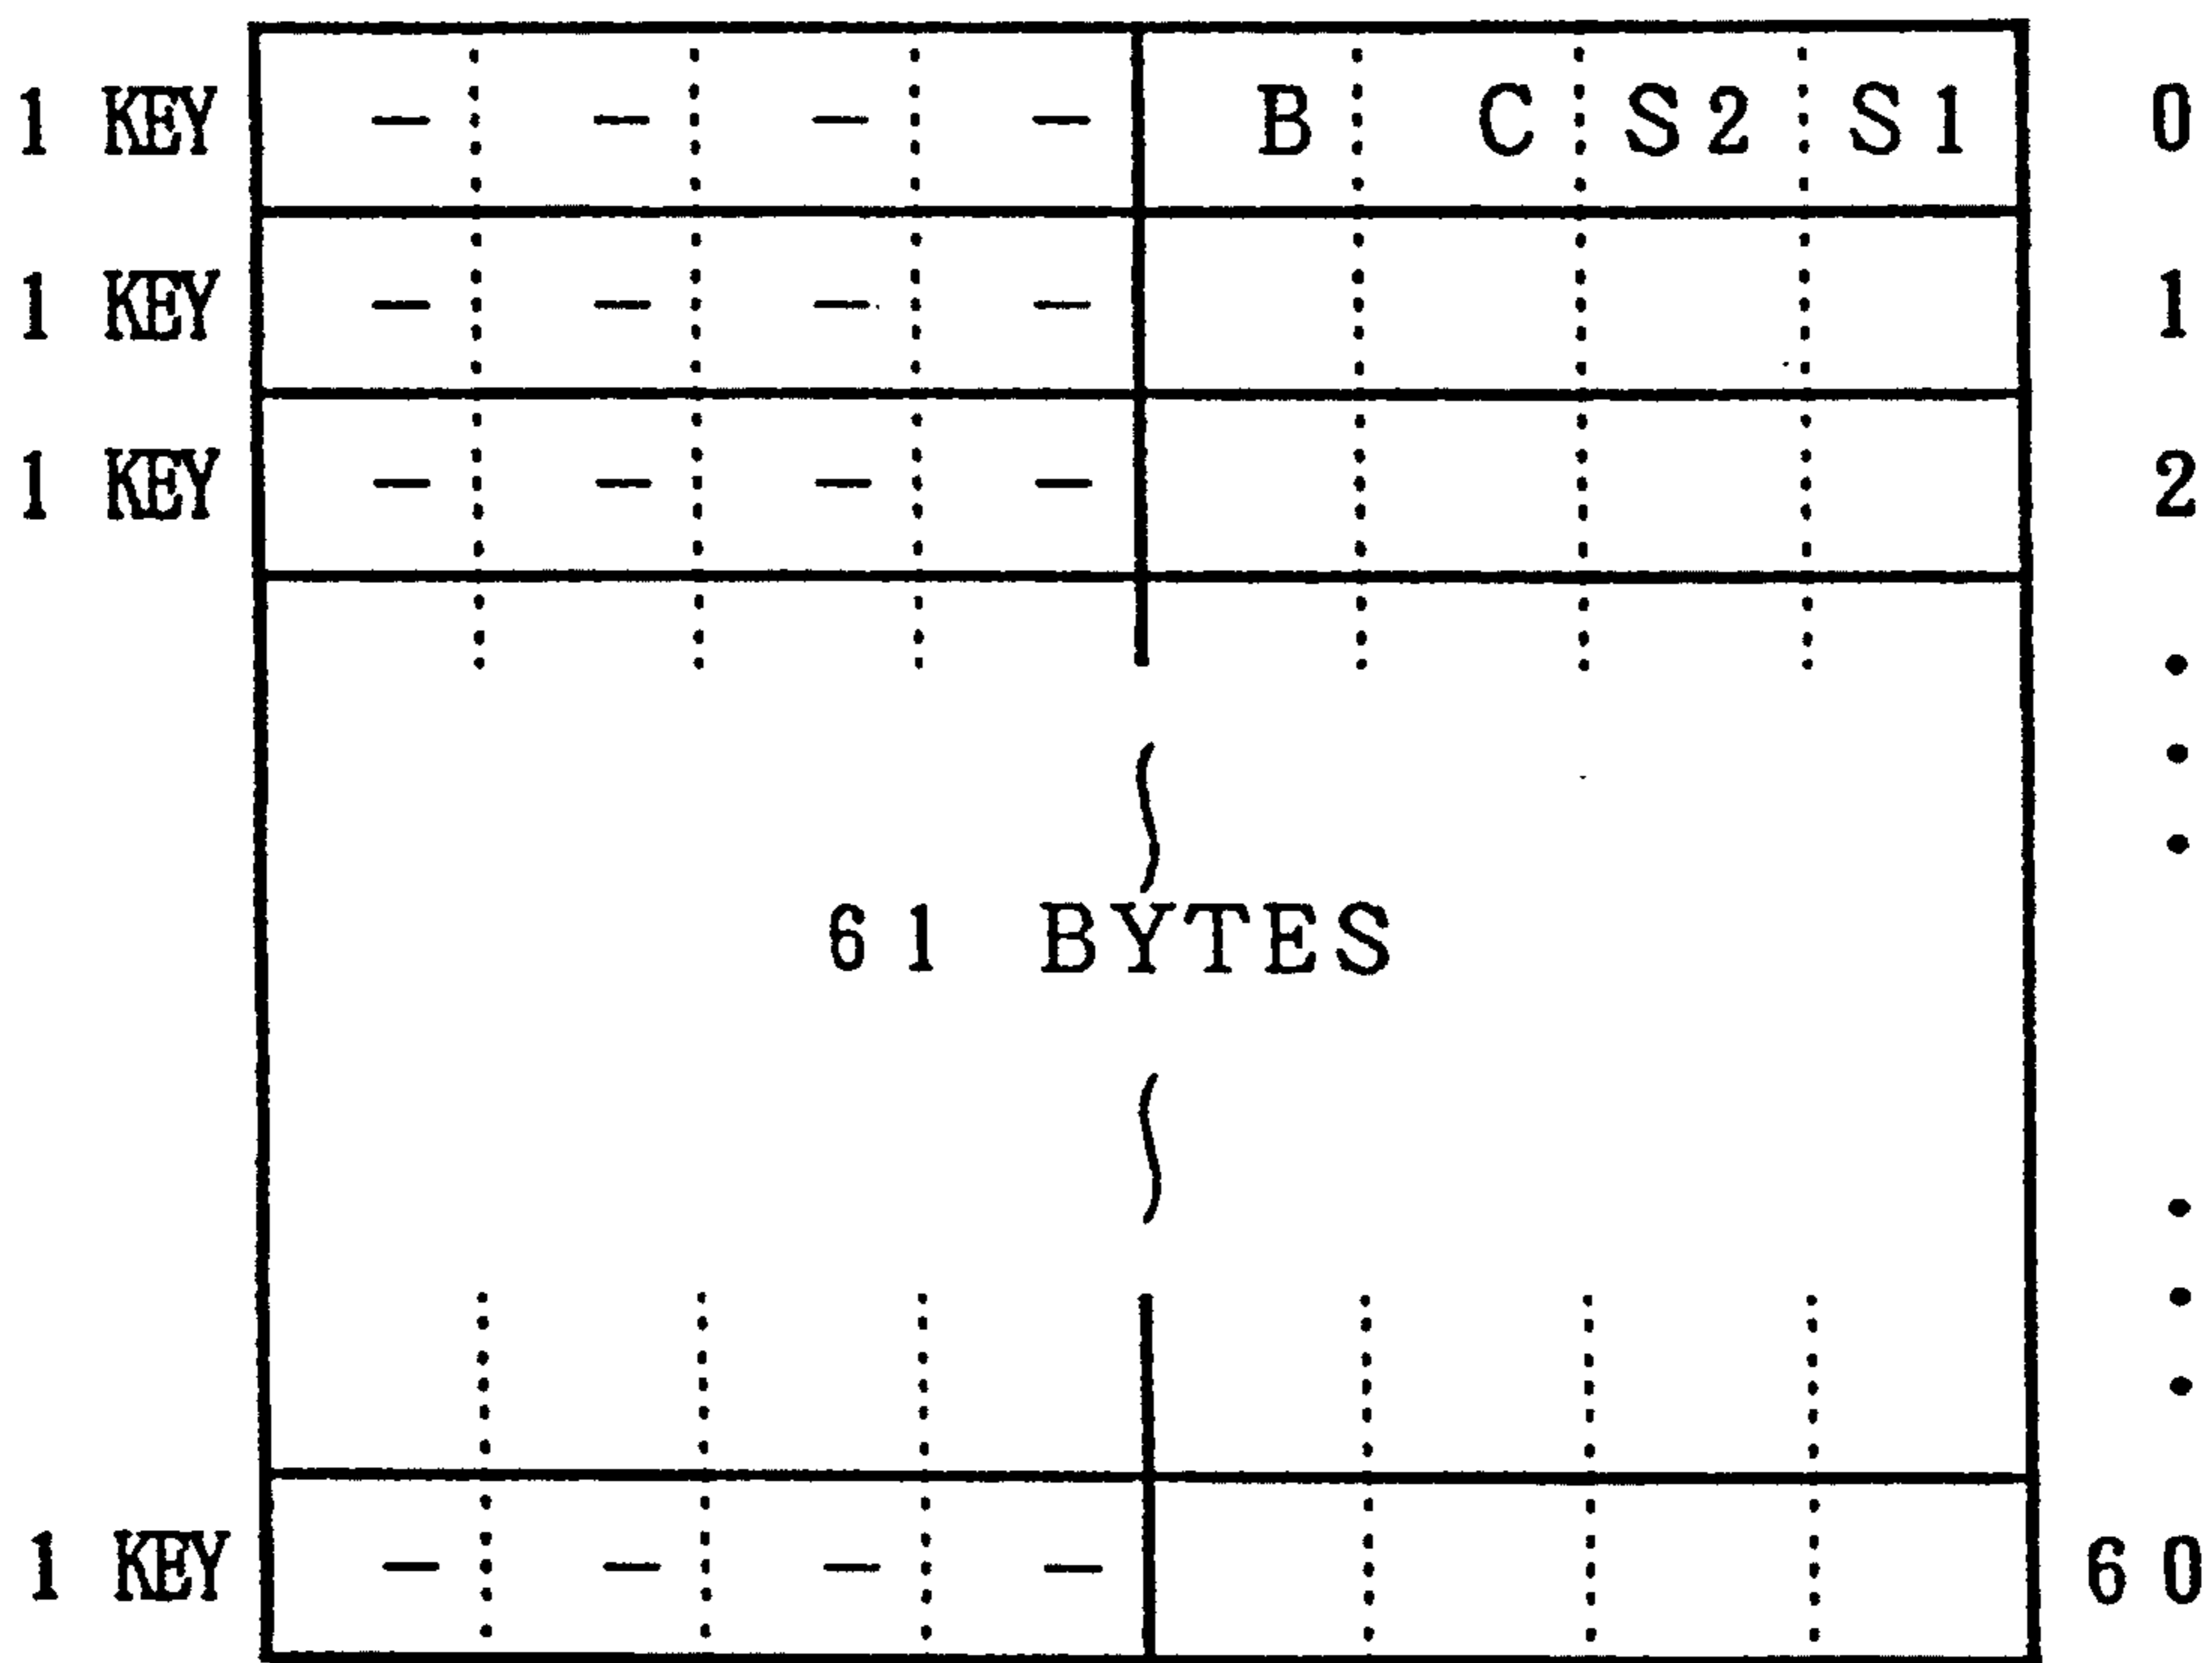 1 KEY - - - - B C S2 S1 0
1 KEY - - - - 1
1 KEY - - - - 2
61 BYTES
1 KEY - - - - 60